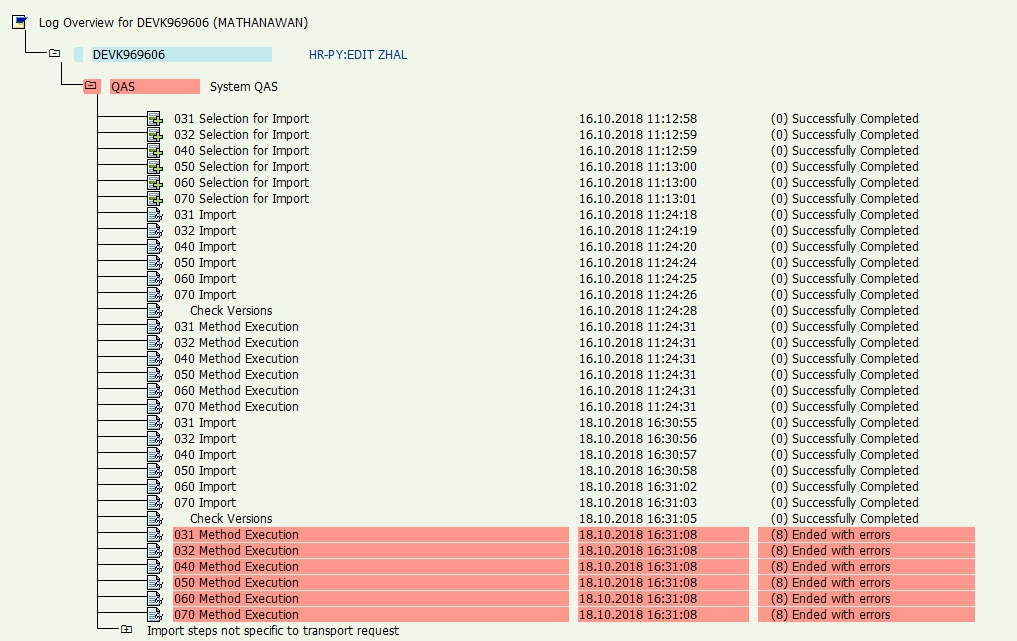 Log Overview for DEVK969606 (MATHANAWAN)
DEVK969606 HR-PY:EDIT ZHAL
QAS System QAS
031 Selection for Import 16.10.2018 11:12:58 (0) Successfully Completed
032 Selection for Import 16.10.2018 11:12:59 (0) Successfully Completed
040 Selection for Import 16.10.2018 11:12:59 (0) Successfully Completed
050 Selection for Import 16.10.2018 11:13:00 (0) Successfully Completed
060 Selection for Import 16.10.2018 11:13:00 (0) Successfully Completed
070 Selection for Import 16.10.2018 11:13:01 (0) Successfully Completed
031 Import 16.10.2018 11:24:18 (0) Successfully Completed
032 Import 16.10.2018 11:24:19 (0) Successfully Completed
040 Import 16.10.2018 11:24:20 (0) Successfully Completed
050 Import 16.10.2018 11:24:24 (0) Successfully Completed
060 Import 16.10.2018 11:24:25 (0) Successfully Completed
070 Import 16.10.2018 11:24:26 (0) Successfully Completed
Check Versions 16.10.2018 11:24:28 (0) Successfully Completed
031 Method Execution 16.10.2018 11:24:31 (0) Successfully Completed
032 Method Execution 16.10.2018 11:24:31 (0) Successfully Completed
040 Method Execution 16.10.2018 11:24:31 (0) Successfully Completed
050 Method Execution 16.10.2018 11:24:31 (0) Successfully Completed
060 Method Execution 16.10.2018 11:24:31 (0) Successfully Completed
070 Method Execution 16.10.2018 11:24:31 (0) Successfully Completed
031 Import 18.10.2018 16:30:55 (0) Successfully Completed
032 Import 18.10.2018 16:30:56 (0) Successfully Completed
040 Import 18.10.2018 16:30:57 (0) Successfully Completed
050 Import 18.10.2018 16:30:58 (0) Successfully Completed
060 Import 18.10.2018 16:31:02 (0) Successfully Completed
070 Import 18.10.2018 16:31:03 (0) Successfully Completed
Check Versions 18.10.2018 16:31:05 (0) Successfully Completed
031 Method Execution 18.10.2018 16:31:08 (8) Ended with errors
032 Method Execution 18.10.2018 16:31:08 (8) Ended with errors
040 Method Execution 18.10.2018 16:31:08 (8) Ended with errors
050 Method Execution 18.10.2018 16:31:08 (8) Ended with errors
060 Method Execution 18.10.2018 16:31:08 (8) Ended with errors
070 Method Execution 18.10.2018 16:31:08 (8) Ended with errors
Import steps not specific to transport request